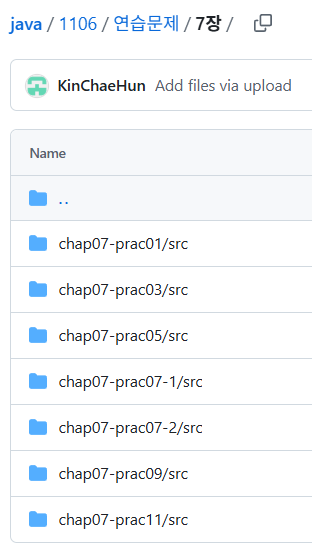 java / 1106 / 연습문제 / 7장 /
KinChaeHun Add files via upload
Name
..
chap07-prac01/src
chap07-prac03/src
chap07-prac05/src
chap07-prac07-1/src
chap07-prac07-2/src
chap07-prac09/src
chap07-prac11/src